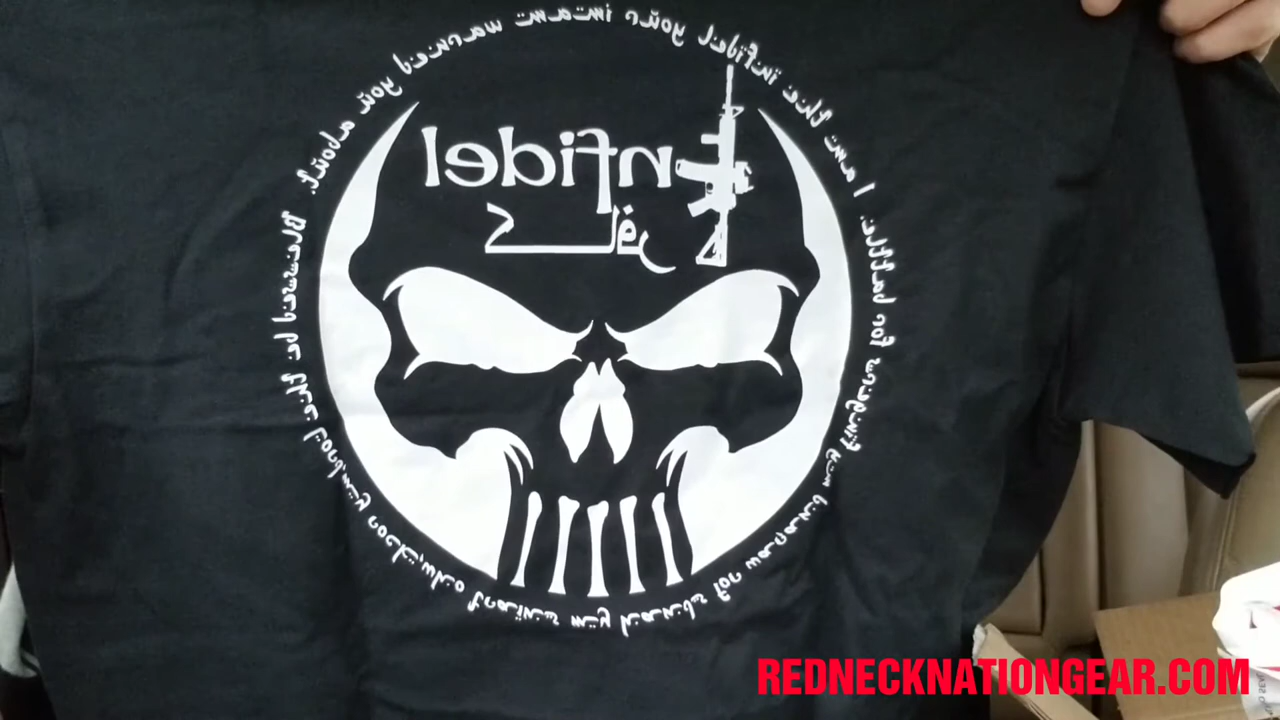 Infidel
كافر
Blessed be the lord my rock, who trains my hands for war and my fingers for battle. I am the infidel your imam warned you about.
REDNECKNATIONGEAR.COM